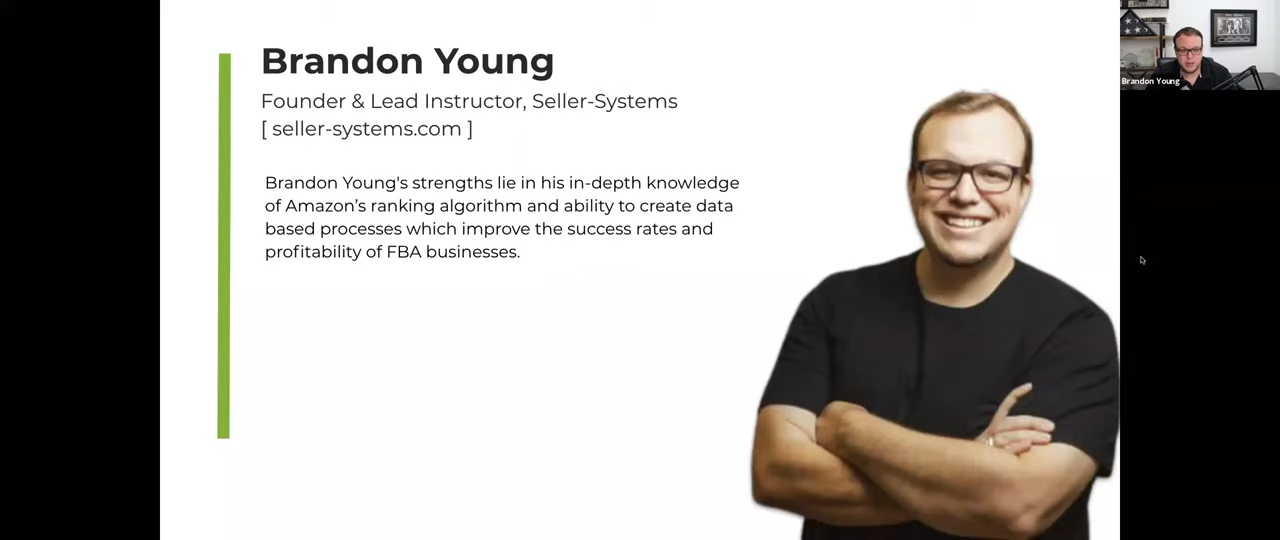 Brandon Young
Founder & Lead Instructor, Seller-Systems
[ seller-systems.com ]
Brandon Young's strengths lie in his in-depth knowledge
of Amazon’s ranking algorithm and ability to create data
based processes which improve the success rates and
profitability of FBA businesses.
Brandon Young